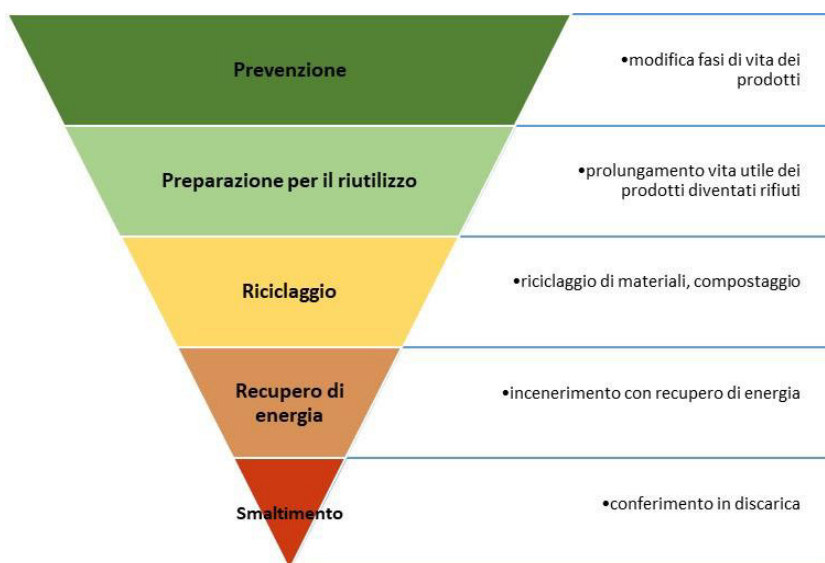 Prevenzione
•modifica fasi di vita dei
prodotti
Preparazione per il riutilizzo
•prolungamento vita utile dei
prodotti diventati rifiuti
Riciclaggio
•riciclaggio di materiali, compostaggio
Recupero di
energia
•incenerimento con recupero di energia
Smaltimento
•conferimento in discarica